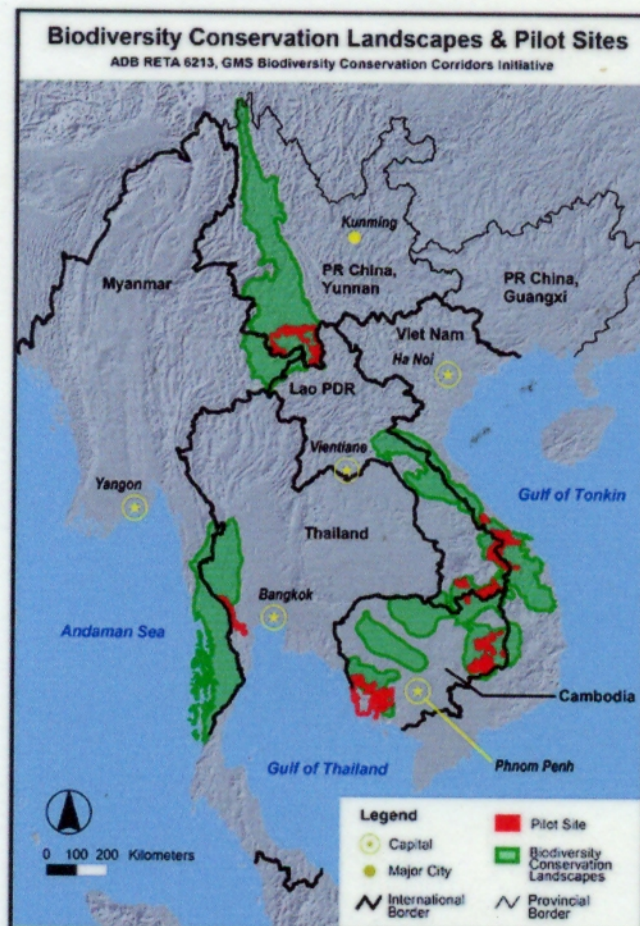 Biodiversity Conservation Landscapes & Pilot Sites
ADB RETA 6213, GMS Biodiversity Conservation Corridors Initiative
Kunming
Myanmar
PR China,
Yunnan
PR China,
Guangxi
Viet Nam
Ha Noi
Lao PDR
Vientiane
Yangon
Gulf of Tonkin
Thailand
Bangkok
Andaman Sea
Cambodia
Phnom Penh
Gulf of Thailand
0 100 200 Kilometers
Legend
Capital
Major City
International
Border
Pilot Site
Biodiversity
Conservation
Landscapes
Provincial
Border